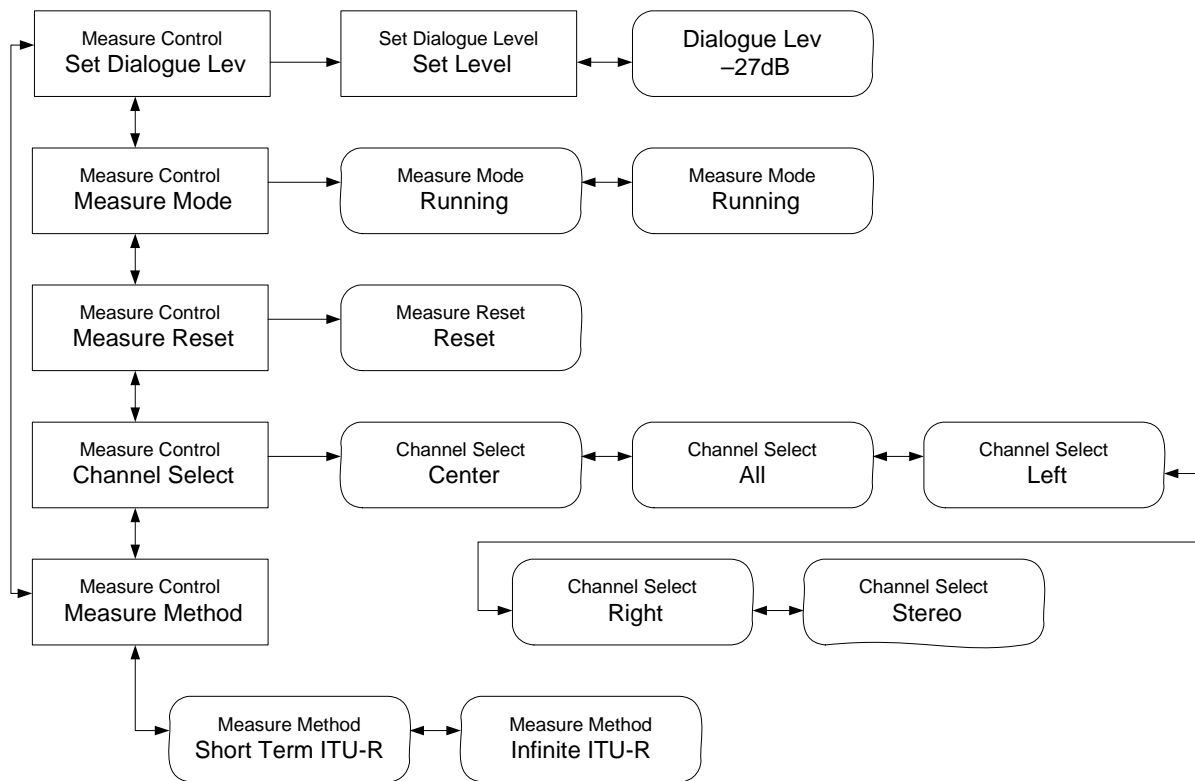 Measure Control
Set Dialogue Lev
Set Dialogue Level
Set Level
Dialogue Lev
–27dB
Measure Control
Measure Mode
Measure Mode
Running
Measure Mode
Running
Measure Control
Measure Reset
Measure Reset
Reset
Measure Control
Channel Select
Channel Select
Center
Channel Select
All
Channel Select
Left
Measure Control
Measure Method
Channel Select
Right
Channel Select
Stereo
Measure Method
Short Term ITU-R
Measure Method
Infinite ITU-R